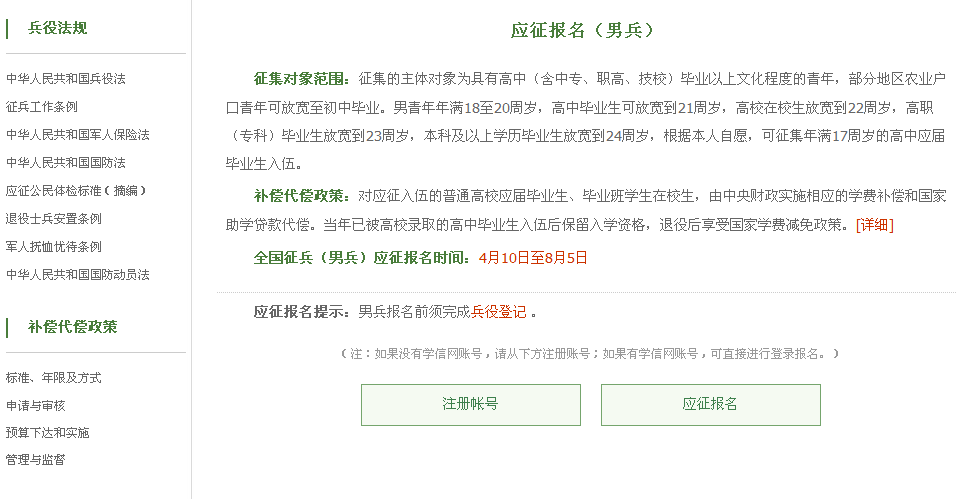 兵役法规
中华人民共和国兵役法
征兵工作条例
中华人民共和国军人保险法
中华人民共和国国防法
应征公民体检标准（摘编）
退役士兵安置条例
军人抚恤优待条例
中华人民共和国国防动员法
补偿代偿政策
标准、年限及方式
申请与审核
预算下达和实施
管理与监督
应征报名（男兵）
征集对象范围：征集的主体对象为具有高中（含中专、职高、技校）毕业以上文化程度的青年，部分地区农业户
口青年可放宽至初中毕业。男青年年满18至20周岁，高中毕业生可放宽到21周岁，高校在校生放宽到22周岁，高职
（专科）毕业生放宽到23周岁，本科及以上学历毕业生放宽到24周岁，根据本人自愿，可征集年满17周岁的高中应届
毕业生入伍。
补偿代偿政策：对应征入伍的普通高校应届毕业生、毕业班学生在校生，由中央财政实施相应的学费补偿和国家
助学贷款代偿。当年已被高校录取的高中毕业生入伍后保留入学资格，退役后享受国家学费减免政策。[详细]
全国征兵（男兵）应征报名时间：4月10日至8月5日
应征报名提示：男兵报名前须完成兵役登记 。
（注：如果没有学信网账号，请从下方注册账号；如果有学信网账号，可直接进行登录报名。）
注册帐号
应征报名